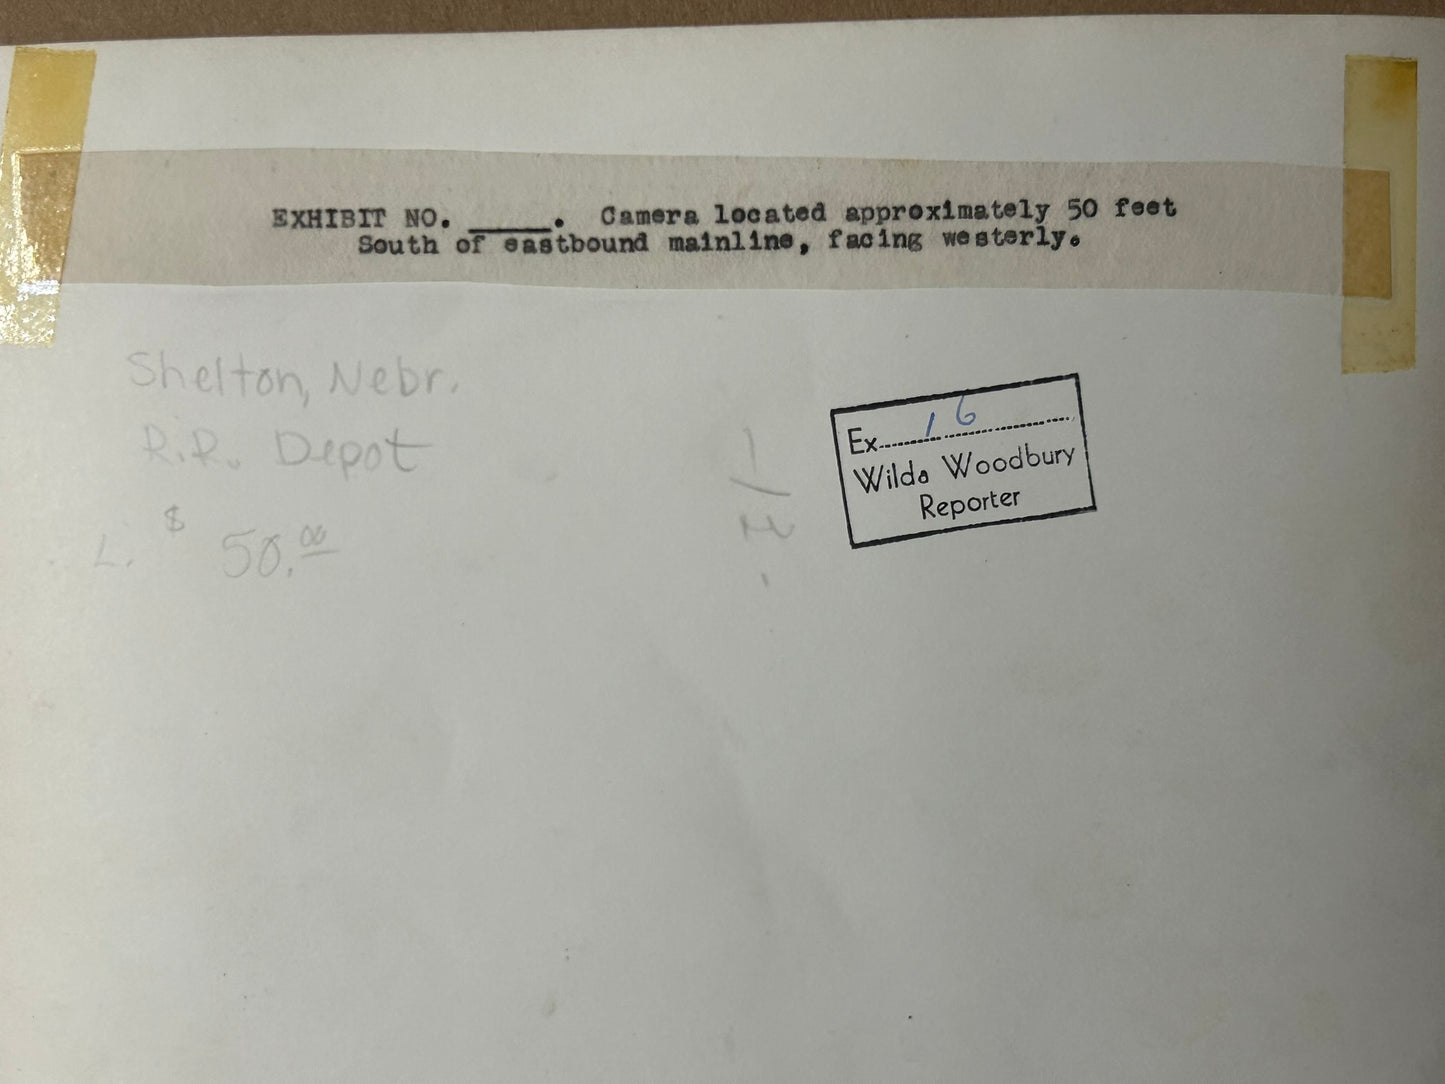 EXHIBIT NO. _____. Camera located approximately 50 feet
South of eastbound mainline, facing westerly.
Shelton, Nebr.
R.R. Depot
L. $ 50.00
Ex. 16
Wilda Woodbury
Reporter